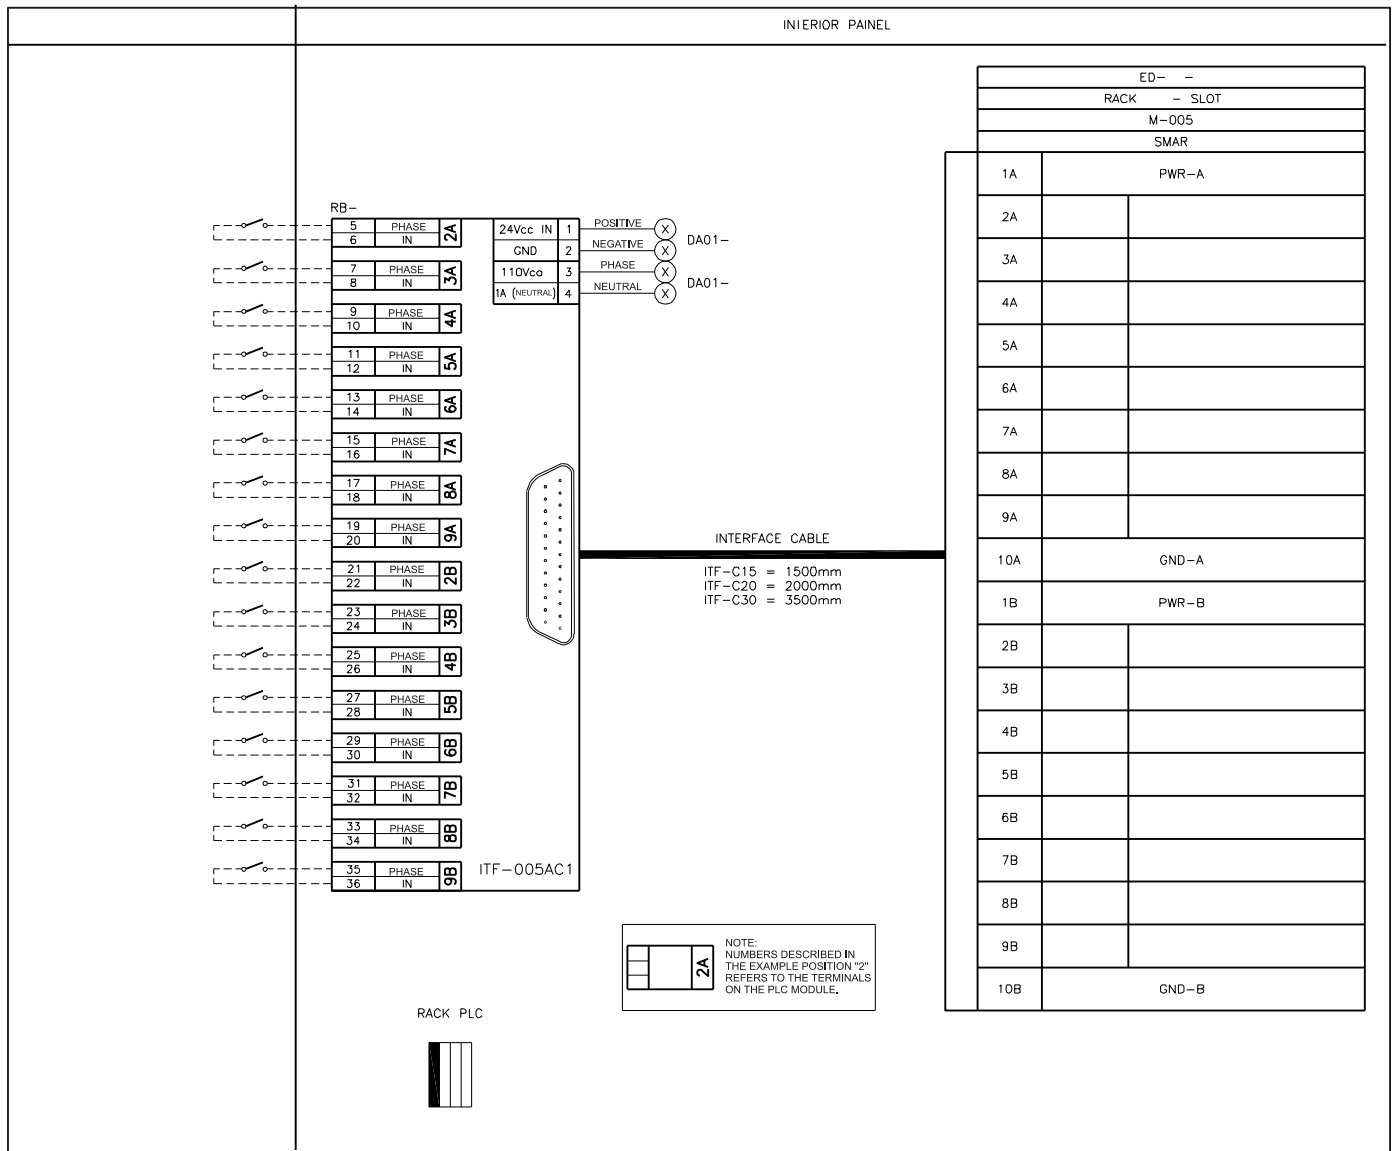 INTERIOR PAINEL
ED- -
RACK - SLOT
M-005
SMAR
1A PWR-A
2A
3A
4A
5A
6A
7A
8A
9A
10A GND-A
1B PWR-B
2B
3B
4B
5B
6B
7B
8B
9B
10B GND-B
RB-
5 PHASE 2A
6 IN
7 PHASE 3A
8 IN
9 PHASE 4A
10 IN
11 PHASE 5A
12 IN
13 PHASE 6A
14 IN
15 PHASE 7A
16 IN
17 PHASE 8A
18 IN
19 PHASE 9A
20 IN
21 PHASE 2B
22 IN
23 PHASE 3B
24 IN
25 PHASE 4B
26 IN
27 PHASE 5B
28 IN
29 PHASE 6B
30 IN
31 PHASE 7B
32 IN
33 PHASE 8B
34 IN
35 PHASE 9B
36 IN
24Vcc IN 1 POSITIVE X
GND 2 NEGATIVE X
DA01-
110Vca 3 PHASE X
1A (NEUTRAL) 4 NEUTRAL X
DA01-
ITF-005AC1
INTERFACE CABLE
ITF-C15 = 1500mm
ITF-C20 = 2000mm
ITF-C30 = 3500mm
2A
NOTE:
NUMBERS DESCRIBED IN
THE EXAMPLE POSITION "2"
REFERS TO THE TERMINALS
ON THE PLC MODULE.
RACK PLC